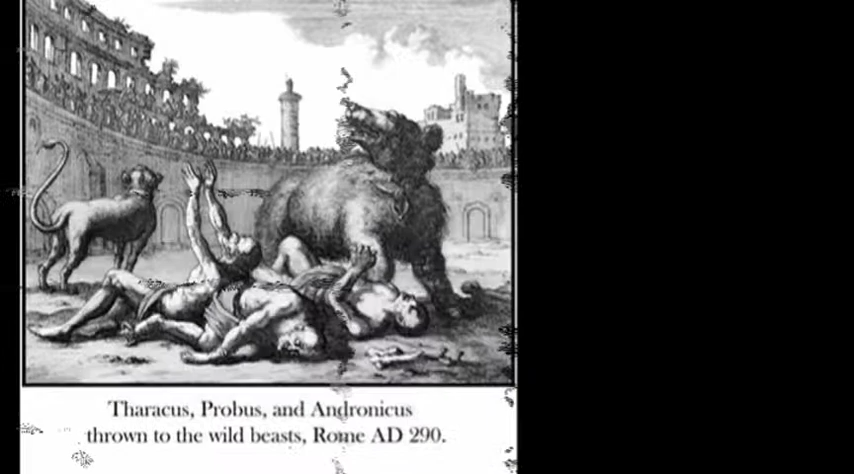 Tharacus, Probus, and Andronicus
thrown to the wild beasts, Rome AD 290.